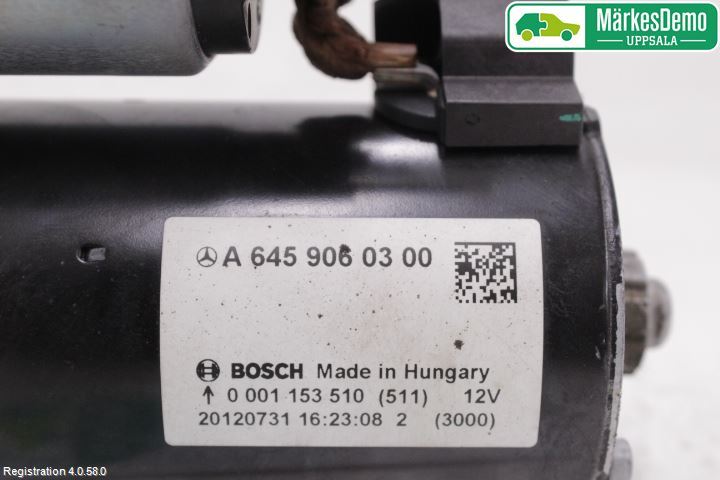 MärkesDemo
UPPSALA
A 645 906 03 00
BOSCH Made in Hungary
0 001 153 510 (511) 12V
20120731 16:23:08 2 (3000)
Registration 4.0.58.0